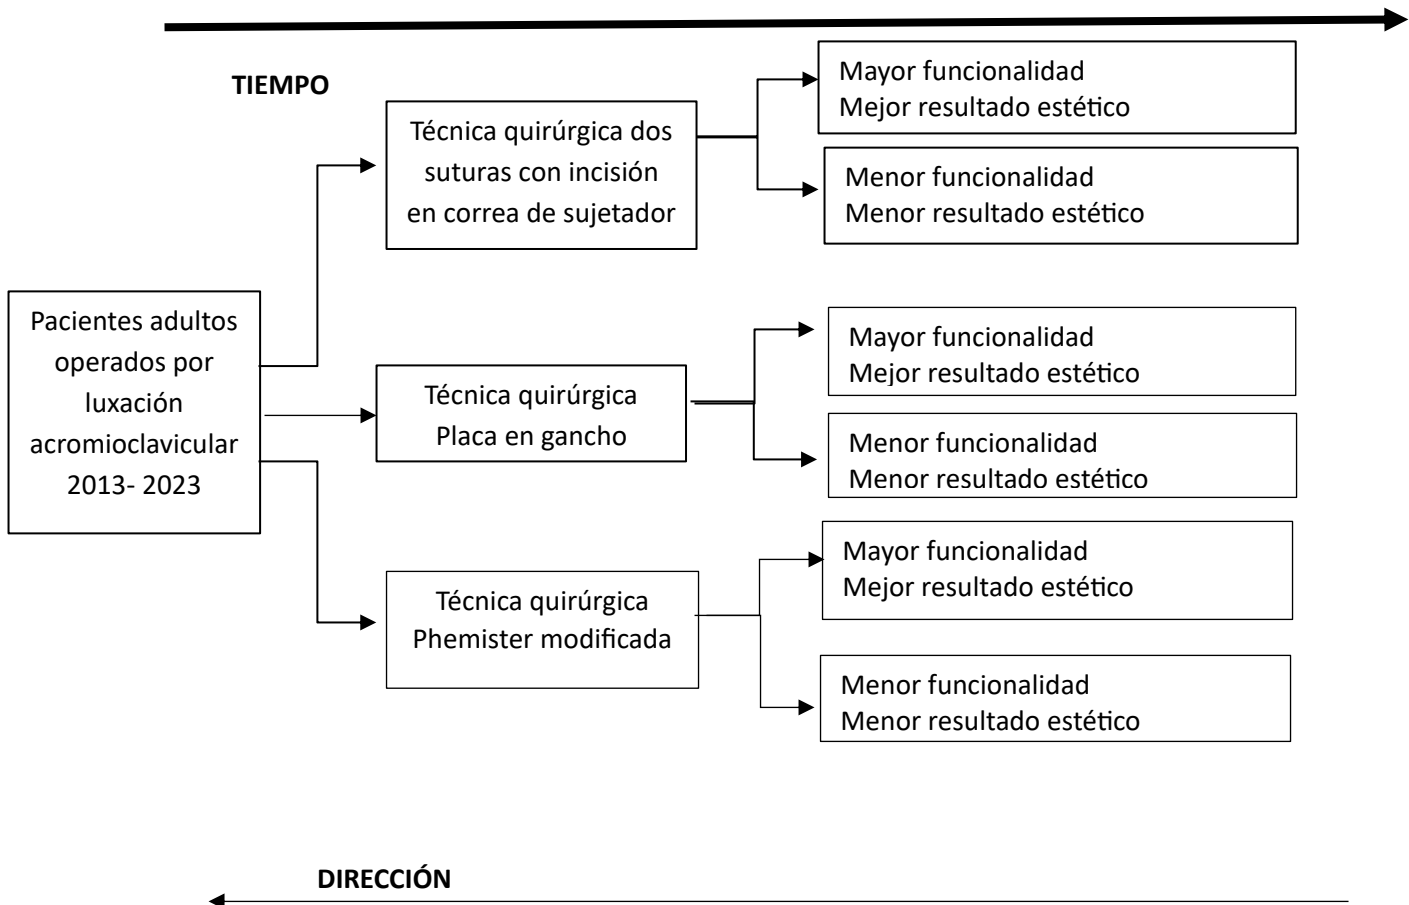 TIEMPO
Pacientes adultos
operados por
luxación
acromioclavicular
2013- 2023
Técnica quirúrgica dos
suturas con incisión
en correa de sujetador
Mayor funcionalidad
Mejor resultado estético
Menor funcionalidad
Menor resultado estético
Técnica quirúrgica
Placa en gancho
Mayor funcionalidad
Mejor resultado estético
Menor funcionalidad
Menor resultado estético
Técnica quirúrgica
Phemister modificada
Mayor funcionalidad
Mejor resultado estético
Menor funcionalidad
Menor resultado estético
DIRECCIÓN